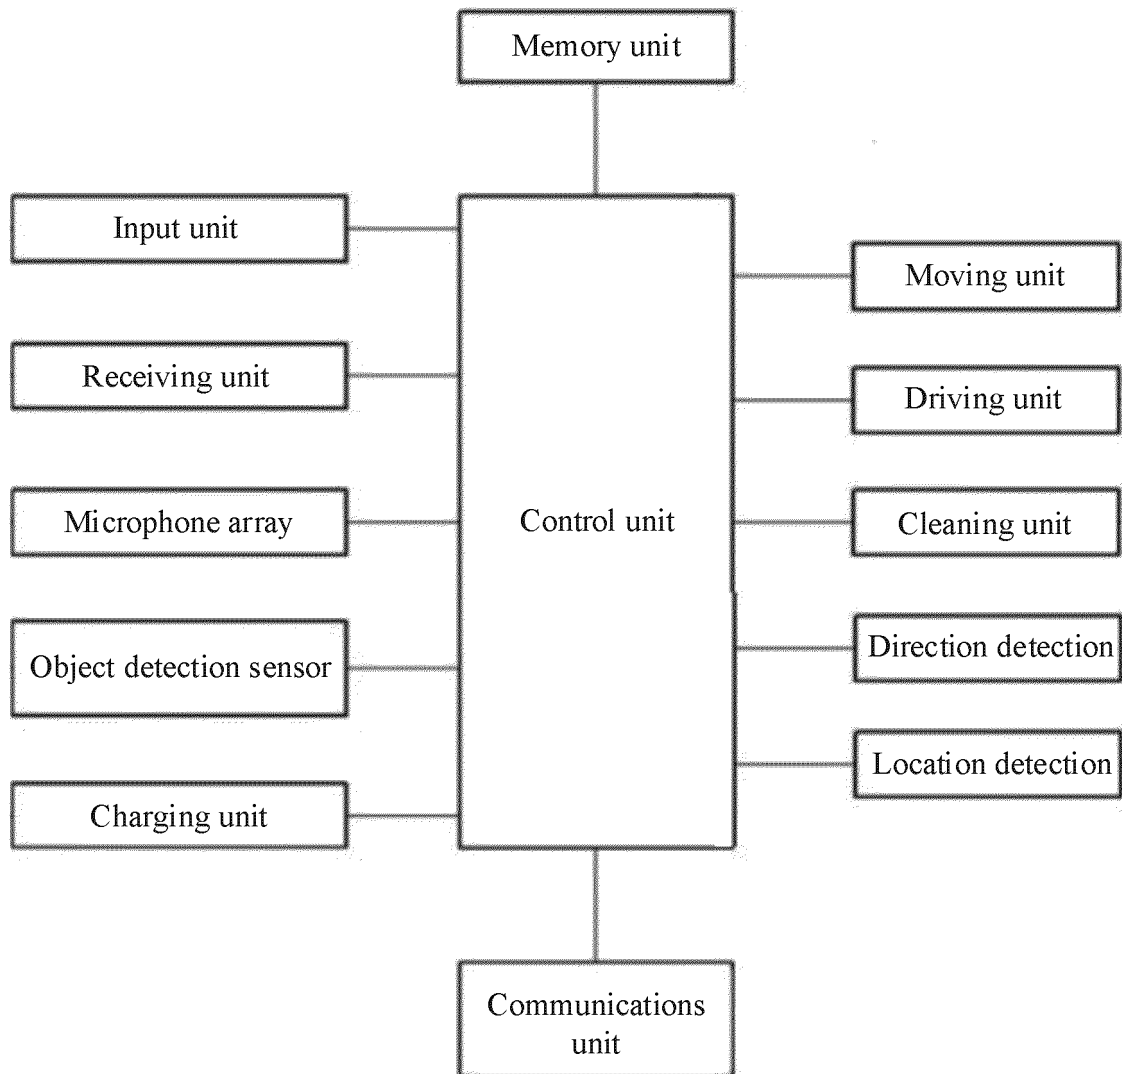 Memory unit
Input unit
Receiving unit
Microphone array
Object detection sensor
Charging unit
Control unit
Moving unit
Driving unit
Cleaning unit
Direction detection
Location detection
Communications
unit